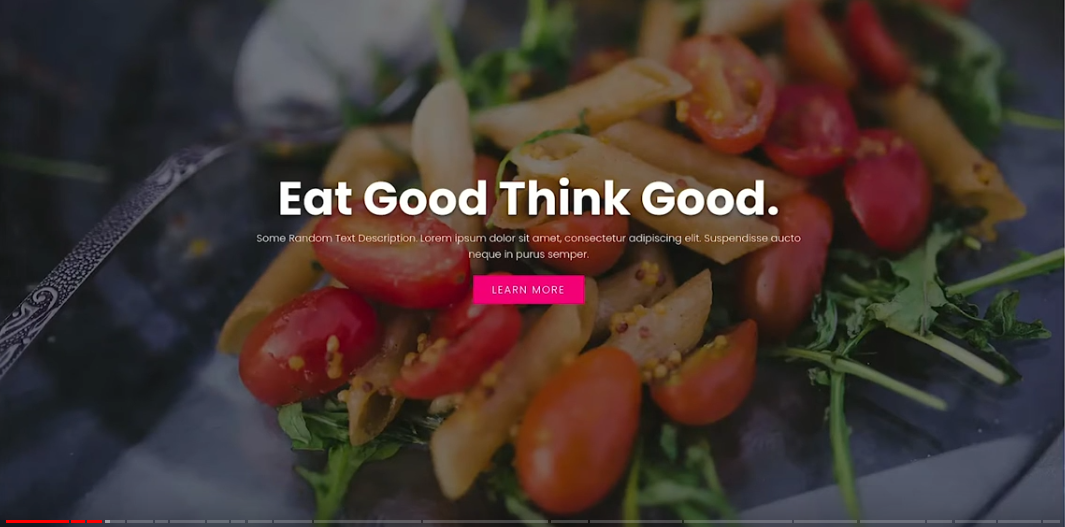 Eat Good Think Good.
Some Random Text Description. Lorem ipsum dolor sit amet, consectetur adipiscing elit. Suspendisse aucto
neque in purus semper.
LEARN MORE